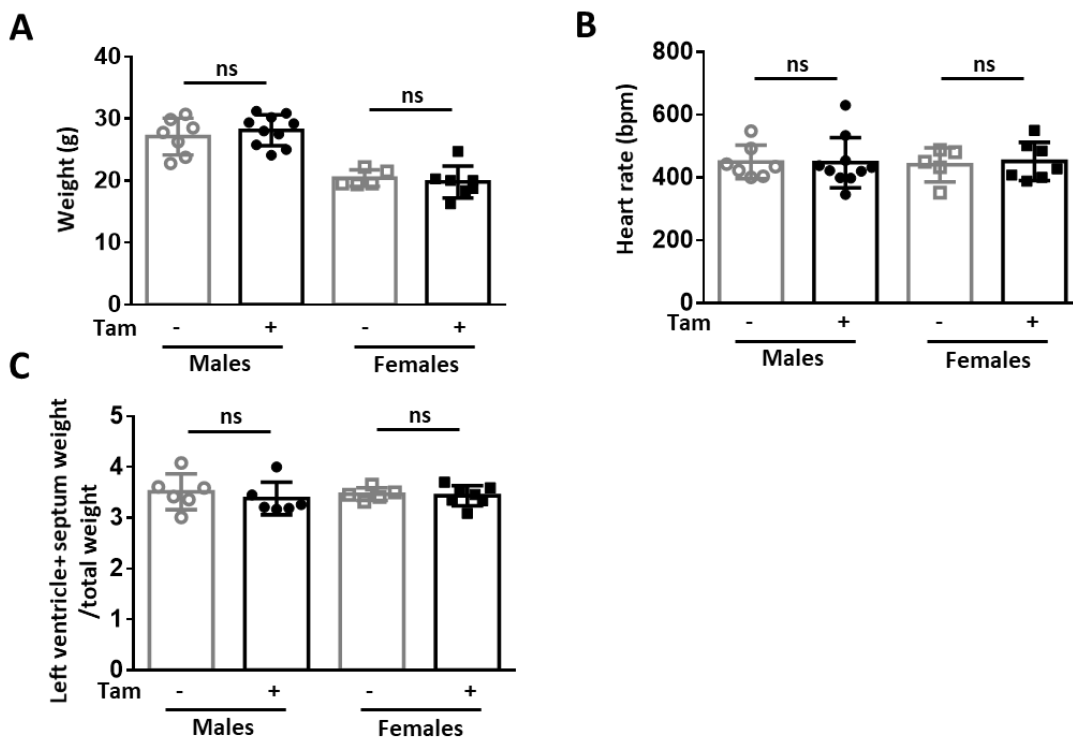 A
Weight (g)
40
30
20
10
0
ns
ns
Tam - + - +
Males Females
B
Heart rate (bpm)
800
600
400
200
0
ns
ns
Tam - + - +
Males Females
C
Left ventricle+ septum weight
/total weight
5
4
3
2
1
0
ns
ns
Tam - + - +
Males Females